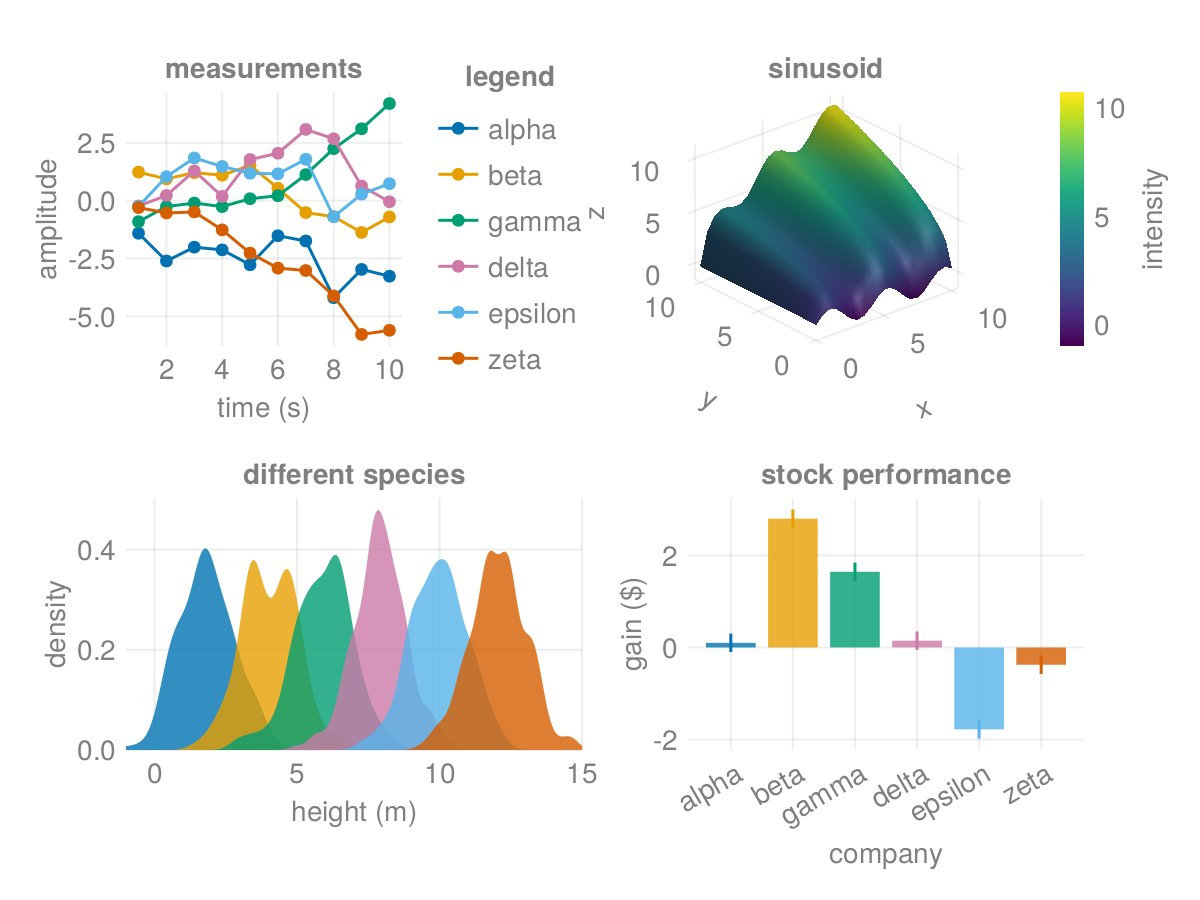 measurements
2.5
0.0
-2.5
-5.0
amplitude
2
4
6
8
10
time (s)
legend
alpha
beta
gamma
delta
epsilon
zeta
sinusoid
10
5
0
z
10
5
0
y
0
5
10
x
10
5
0
intensity
different species
0.4
0.2
0.0
density
0
5
10
15
height (m)
stock performance
2
0
-2
gain ($)
alpha
beta
gamma
delta
epsilon
zeta
company